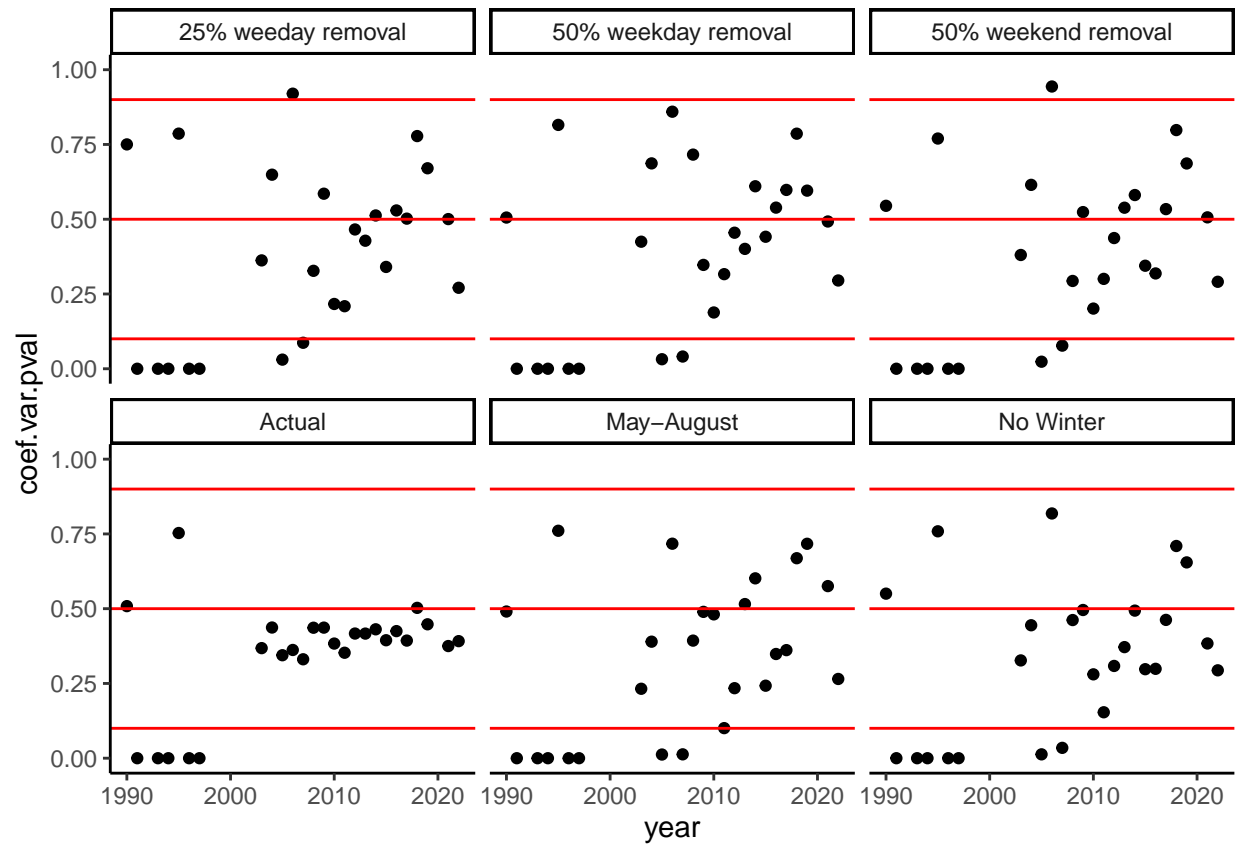 25% weeday removal
50% weekday removal
50% weekend removal
1.00
0.75
0.50
0.25
0.00
coef.var.pval
Actual
May−August
No Winter
1.00
0.75
0.50
0.25
0.00
1990 2000 2010 2020
1990 2000 2010 2020
1990 2000 2010 2020
year